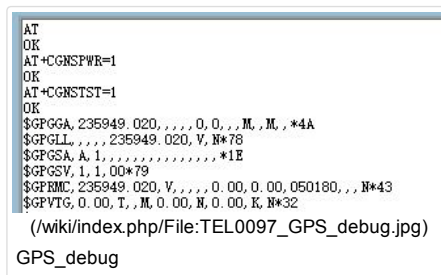 AT
OK
AT+CGNSPWR=1
OK
AT+CGNSTST=1
OK
$GPGGA,235949.020,,,,,0,0,,,M,,M,,*4A
$GPGLL,,,,,235949.020,V,N*78
$GPGSA,A,1,,,,,,,,,,,,,,,*1E
$GPGSV,1,1,00*79
$GPRMC,235949.020,V,,,,,0.00,0.00,050180,,,N*43
$GPVTG,0.00,T,,M,0.00,N,0.00,K,N*32
(/wiki/index.php/File:TEL0097_GPS_debug.jpg)
GPS_debug